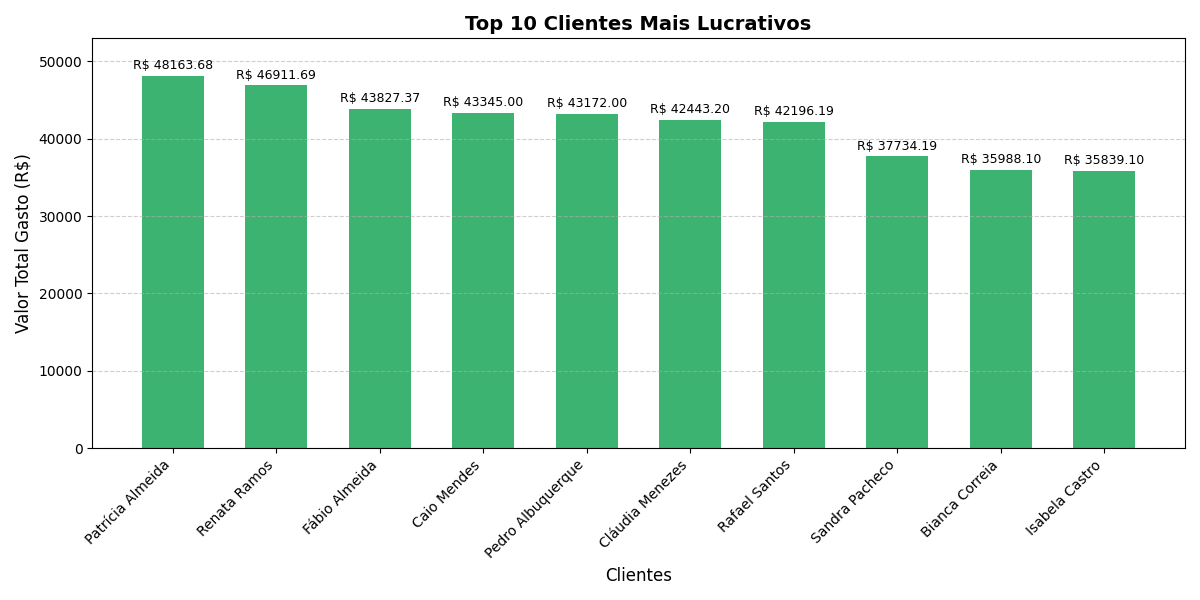 Top 10 Clientes Mais Lucrativos
Valor Total Gasto (R$)
50000
40000
30000
20000
10000
0
R$ 48163.68
R$ 46911.69
R$ 43827.37
R$ 43345.00
R$ 43172.00
R$ 42443.20
R$ 42196.19
R$ 37734.19
R$ 35988.10
R$ 35839.10
Patrícia Almeida
Renata Ramos
Fábio Almeida
Caio Mendes
Pedro Albuquerque
Cláudia Menezes
Rafael Santos
Sandra Pacheco
Bianca Correia
Isabela Castro
Clientes